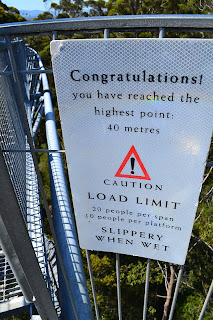 Congratulations!
you have reached the
highest point:
40 metres
CAUTION
LOAD LIMIT
20 people per span
30 people per platform
SLIPPERY
WHEN WET